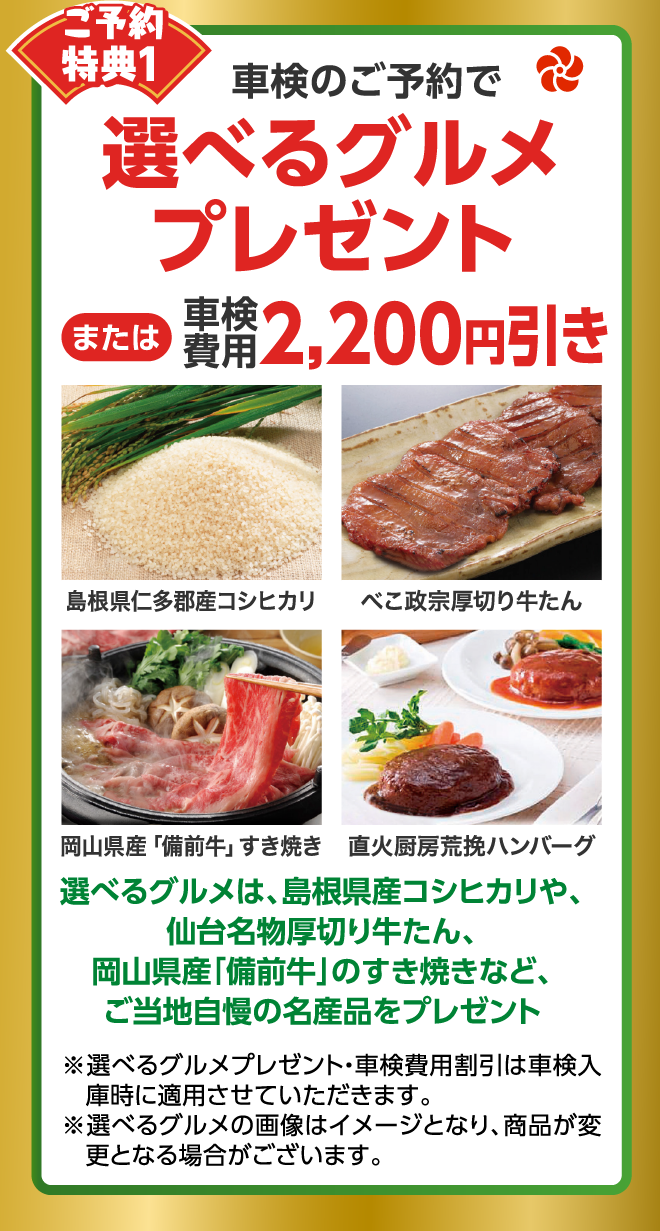 ご予約
特典1
車検のご予約で
選べるグルメ
プレゼント
または
車検
費用
2,200円引き
島根県仁多郡産コシヒカリ
べこ政宗厚切り牛たん
岡山県産「備前牛」すき焼き
直火厨房荒挽ハンバーグ
選べるグルメは、島根県産コシヒカリや、
仙台名物厚切り牛たん、
岡山県産「備前牛」のすき焼きなど、
ご当地自慢の名産品をプレゼント
※選べるグルメプレゼント・車検費用割引は車検入
庫時に適用させていただきます。
※選べるグルメの画像はイメージとなり、商品が変
更となる場合がございます。